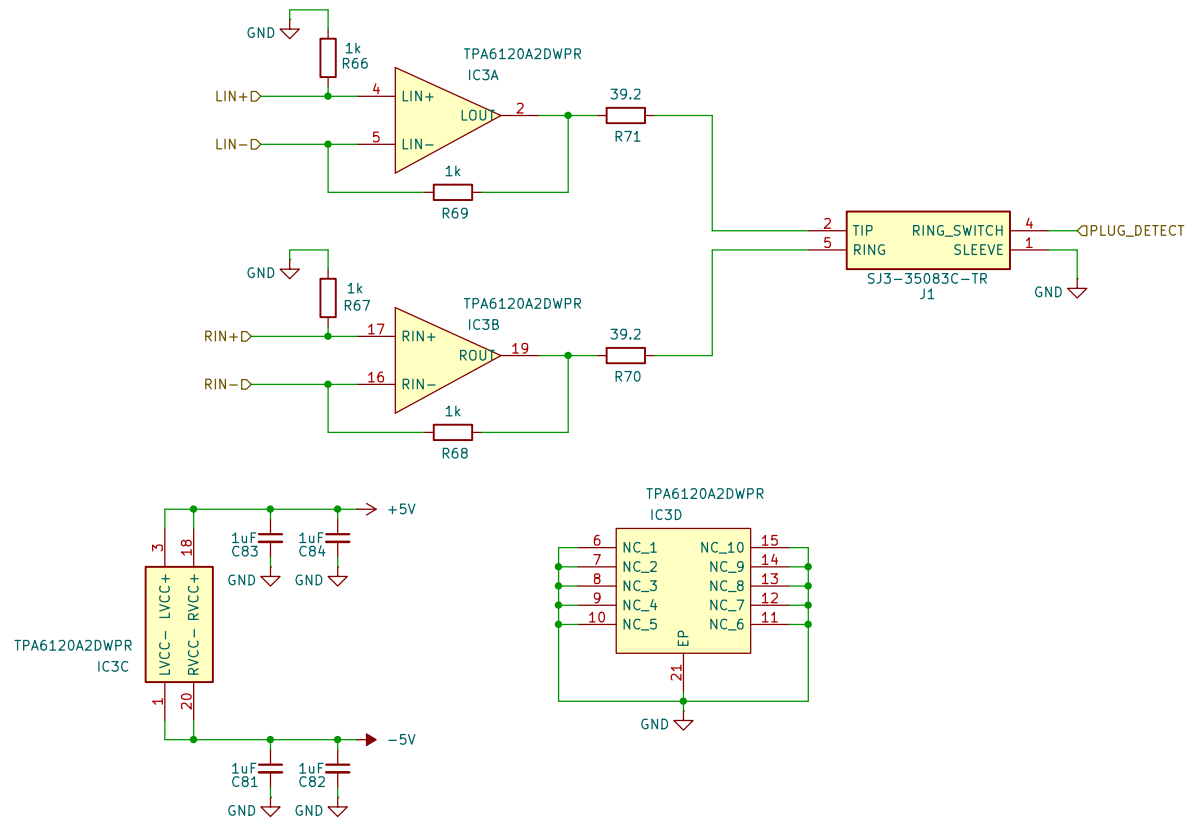 GND
1k
R66
TPA6120A2DWPR
IC3A
LIN+
4
LIN+
LOUT
2
39.2
R71
LIN-
5
LIN-
1k
R69
2
TIP
RING_SWITCH
4
PLUG_DETECT
5
RING
SLEEVE
1
SJ3-35083C-TR
J1
GND
GND
1k
R67
TPA6120A2DWPR
IC3B
RIN+
17
RIN+
ROUT
19
39.2
R70
RIN-
16
RIN-
1k
R68
+5V
1uF
C83
1uF
C84
GND
GND
3
18
LVCC+
RVCC+
LVCC-
RVCC-
TPA6120A2DWPR
IC3C
1
20
-5V
1uF
C81
1uF
C82
GND
GND
TPA6120A2DWPR
IC3D
6
NC_1
NC_10
15
7
NC_2
NC_9
14
8
NC_3
NC_8
13
9
NC_4
NC_7
12
10
NC_5
NC_6
11
EP
21
GND